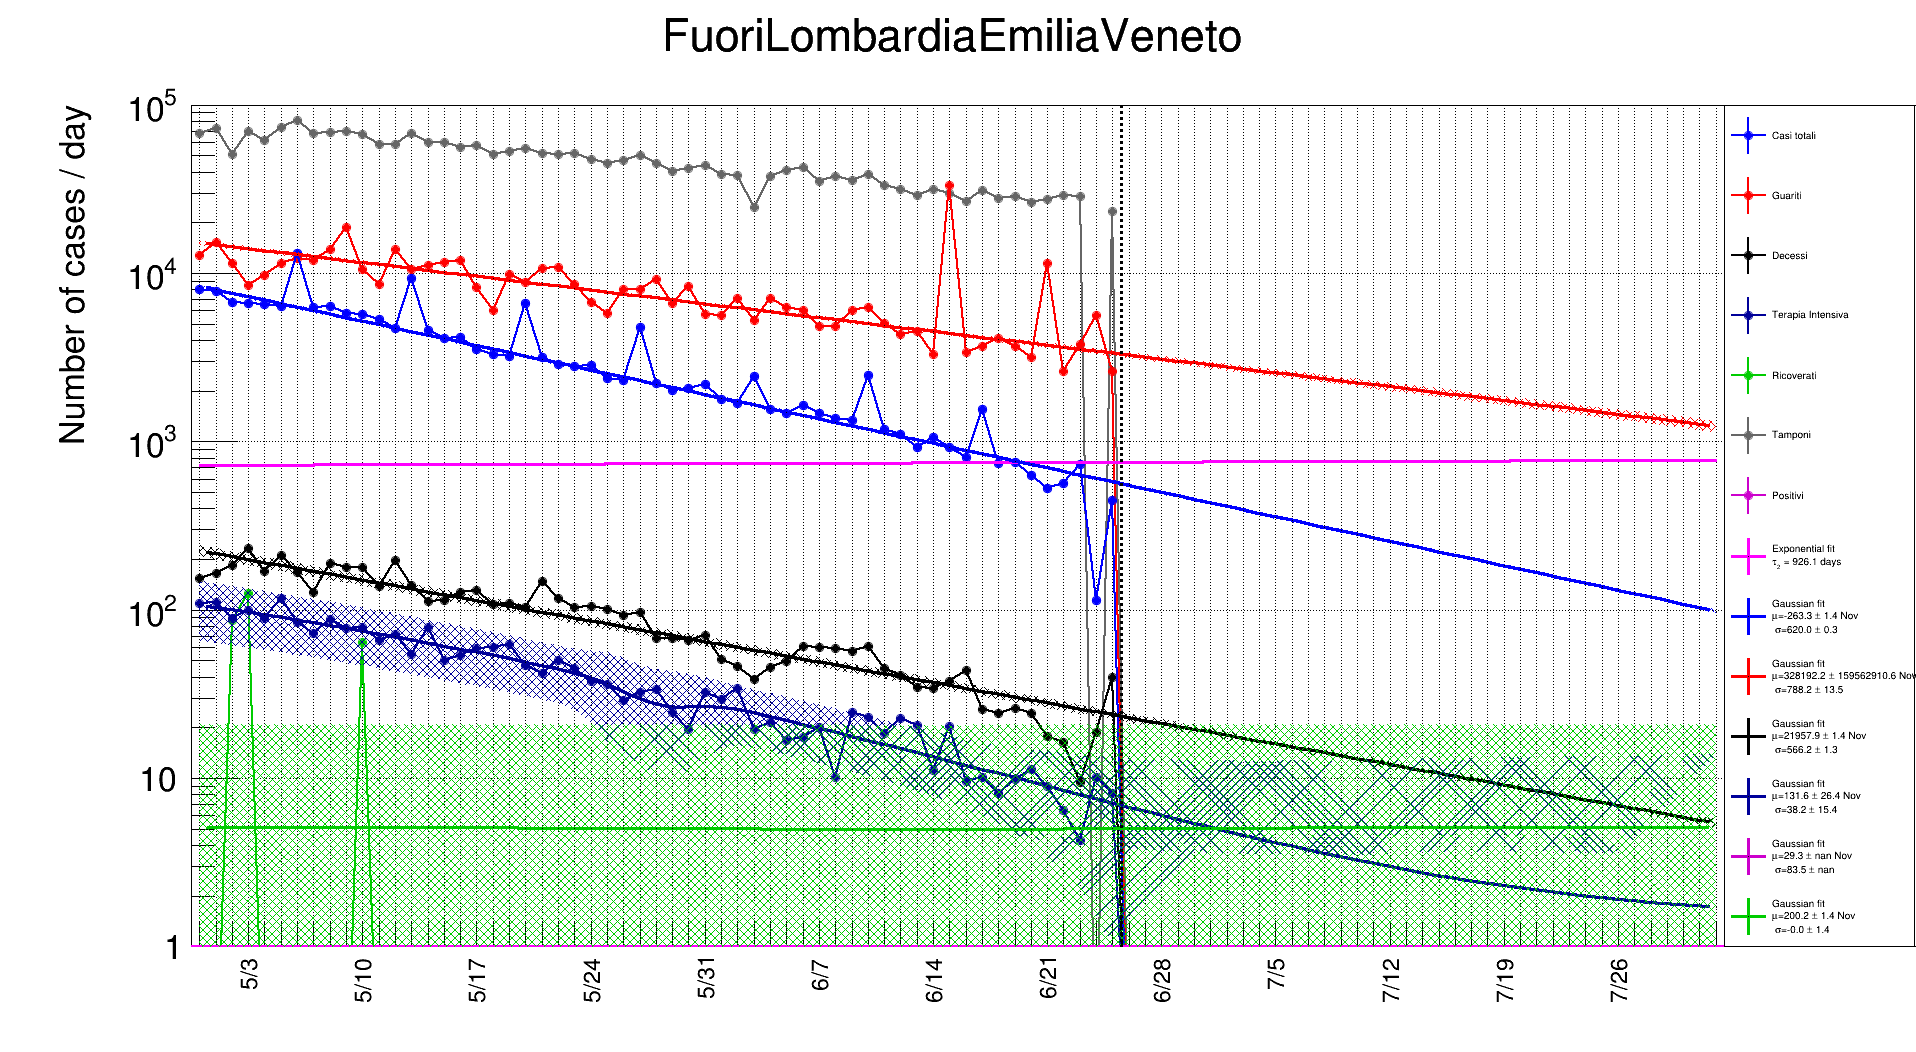 FuoriLombardiaEmiliaVeneto
Number of cases / day
10^5
10^4
10^3
10^2
10
1
5/3
5/10
5/17
5/24
5/31
6/7
6/14
6/21
6/28
7/5
7/12
7/19
7/26
Casi totali
Guariti
Decessi
Terapia Intensiva
Ricoverati
Tamponi
Positivi
Exponential fit
τ₂ = 926.1 days
Gaussian fit
μ=-263.3 ± 1.4 Nov
σ=620.0 ± 0.3
Gaussian fit
μ=328192.2 ± 159562910.6 Nov
σ=788.2 ± 13.5
Gaussian fit
μ=21957.9 ± 1.4 Nov
σ=566.2 ± 1.3
Gaussian fit
μ=131.6 ± 26.4 Nov
σ=38.2 ± 15.4
Gaussian fit
μ=29.3 ± nan Nov
σ=83.5 ± nan
Gaussian fit
μ=200.2 ± 1.4 Nov
σ=-0.0 ± 1.4